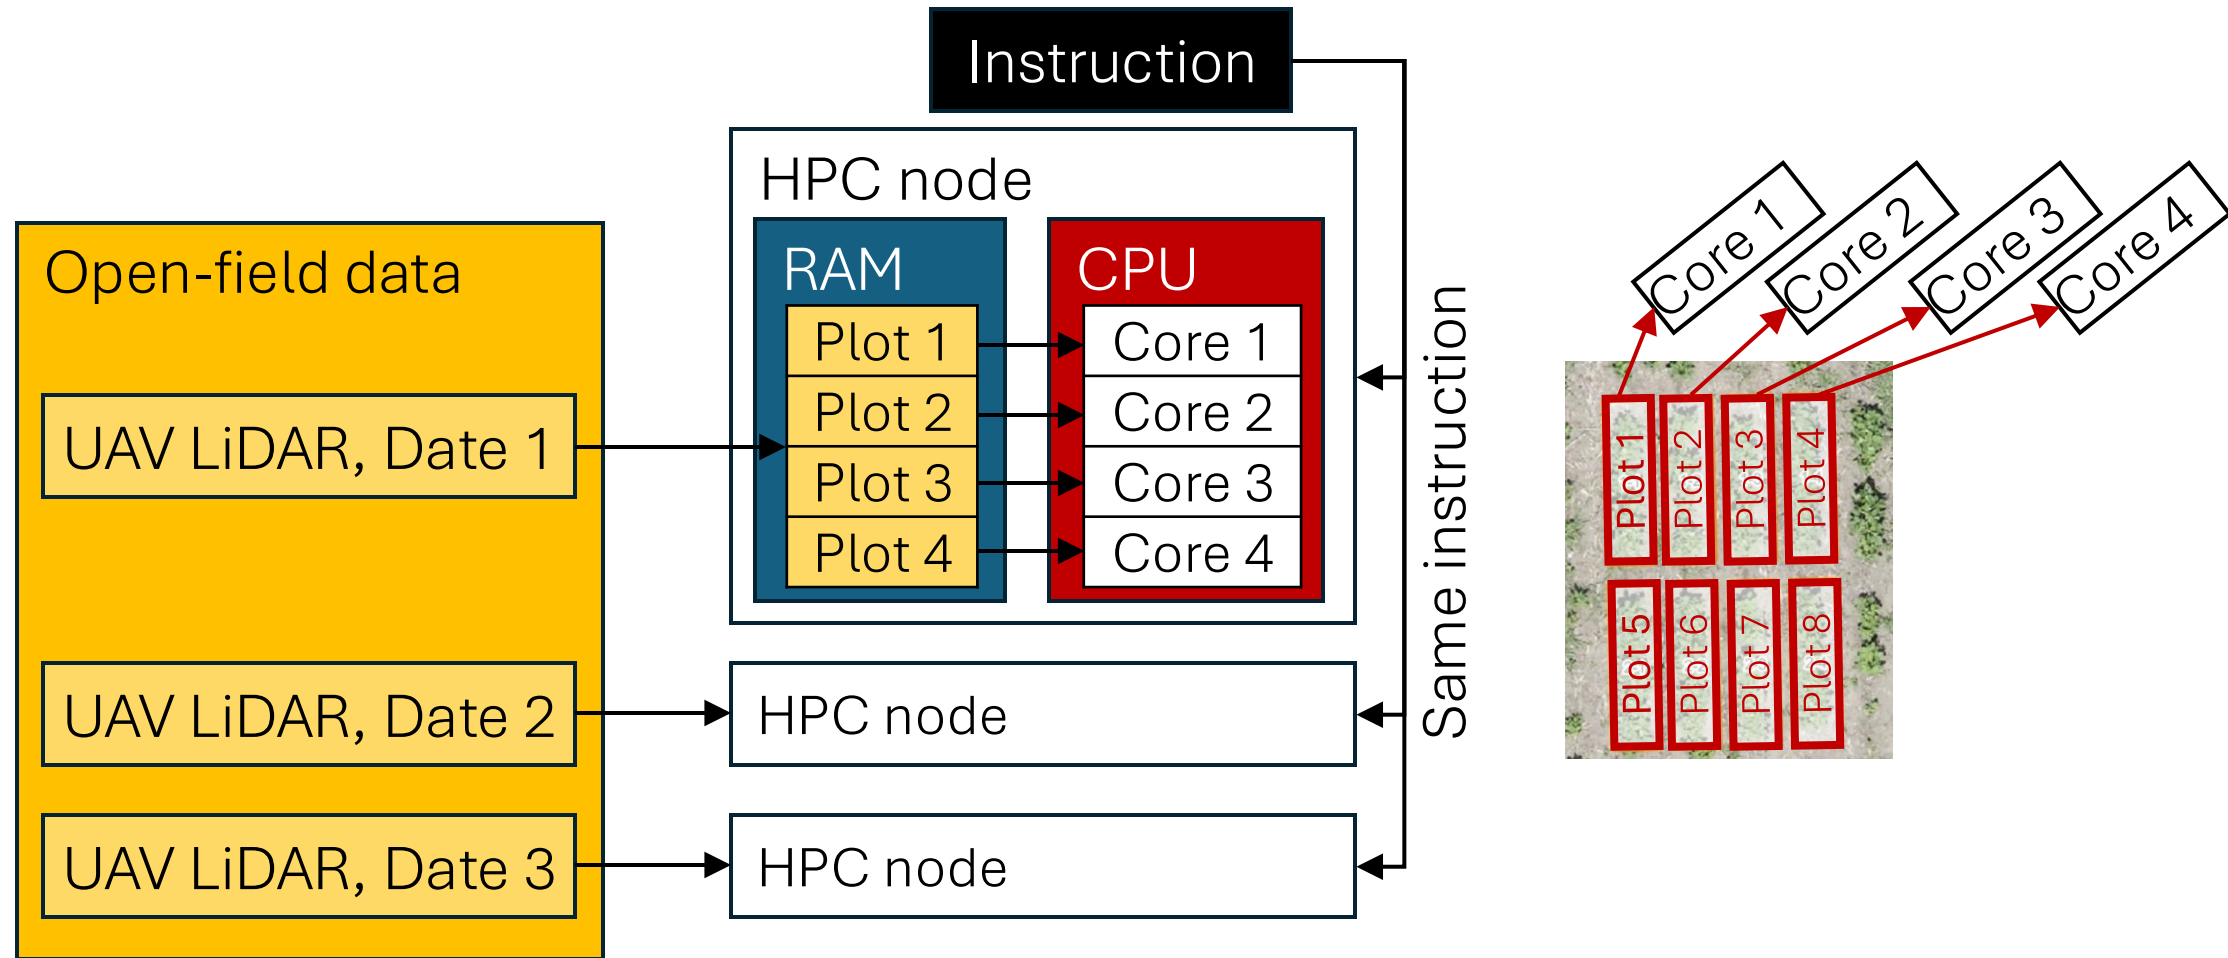 Instruction
HPC node
Open-field data
RAM
CPU
Plot 1
Core 1
Plot 2
Core 2
Plot 3
Core 3
Plot 4
Core 4
UAV LiDAR, Date 1
UAV LiDAR, Date 2
HPC node
UAV LiDAR, Date 3
HPC node
Same instruction
Core 1
Core 2
Core 3
Core 4
Plot 1
Plot 2
Plot 3
Plot 4
Plot 5
Plot 6
Plot 7
Plot 8